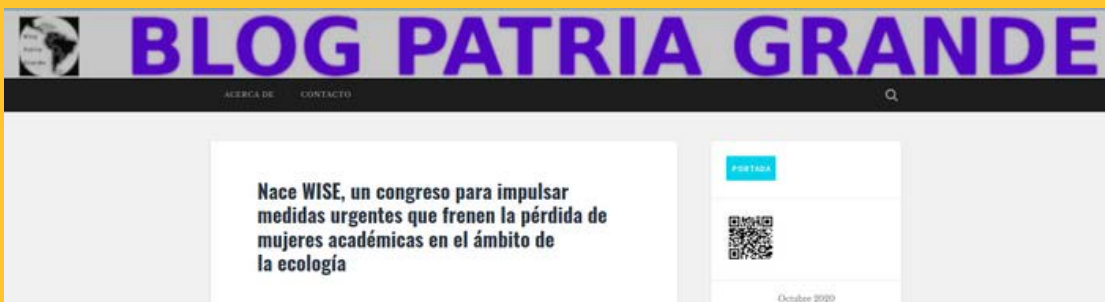 BLOG PATRIA GRANDE
ACERCA DE CONTACTO
Nace WISE, un congreso para impulsar
medidas urgentes que frenen la pérdida de
mujeres académicas en el ámbito de
la ecología
PORTADA
Octubre 2020